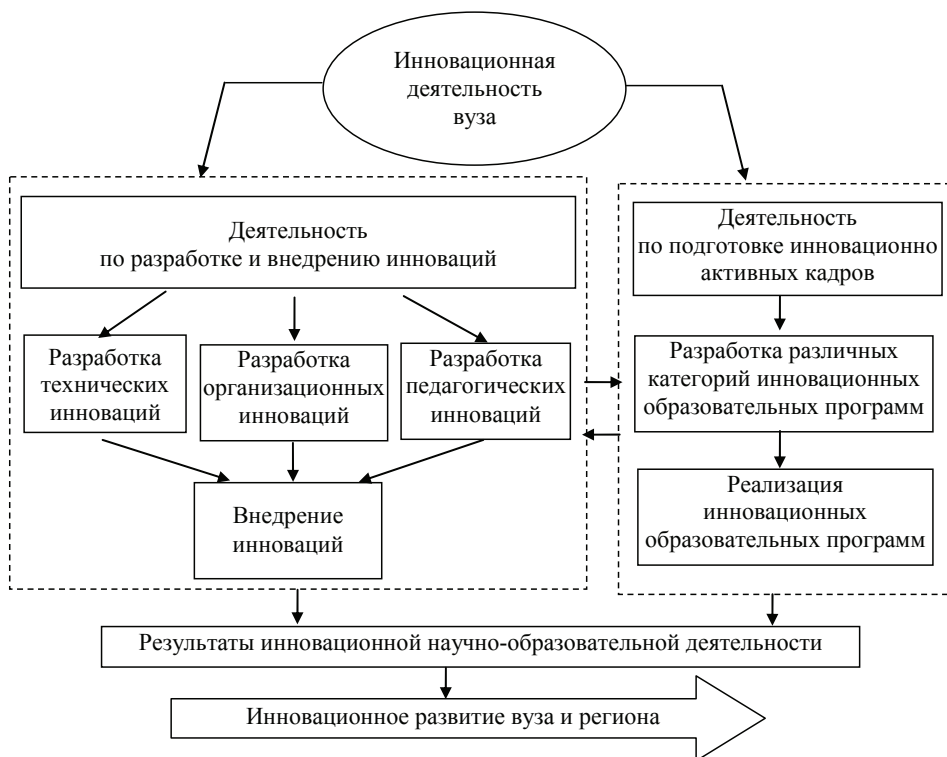 Инновационная
деятельность
вуза
Деятельность
по разработке и внедрению инноваций
Разработка
технических
инноваций
Разработка
организационных
инноваций
Разработка
педагогических
инноваций
Внедрение
инноваций
Деятельность
по подготовке инновационно
активных кадров
Разработка различных
категорий инновационных
образовательных программ
Реализация
инновационных
образовательных программ
Результаты инновационной научно-образовательной деятельности
Инновационное развитие вуза и региона